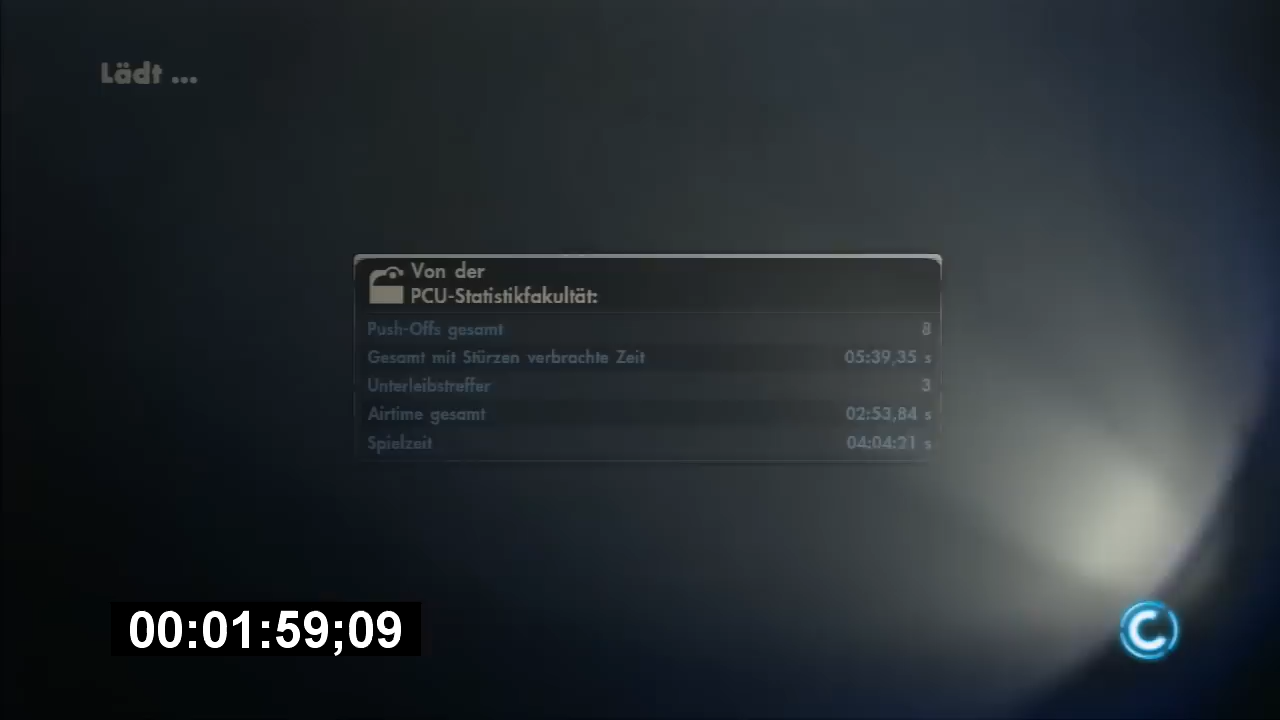 Lädt ...
Von der
PCU-Statistikfakultät:
Push-Offs gesamt 8
Gesamt mit Stürzen verbrachte Zeit 05:39,35 s
Unterleibstreffer 3
Airtime gesamt 02:53,84 s
Spielzeit 04:04:21 s
00:01:59;09
C